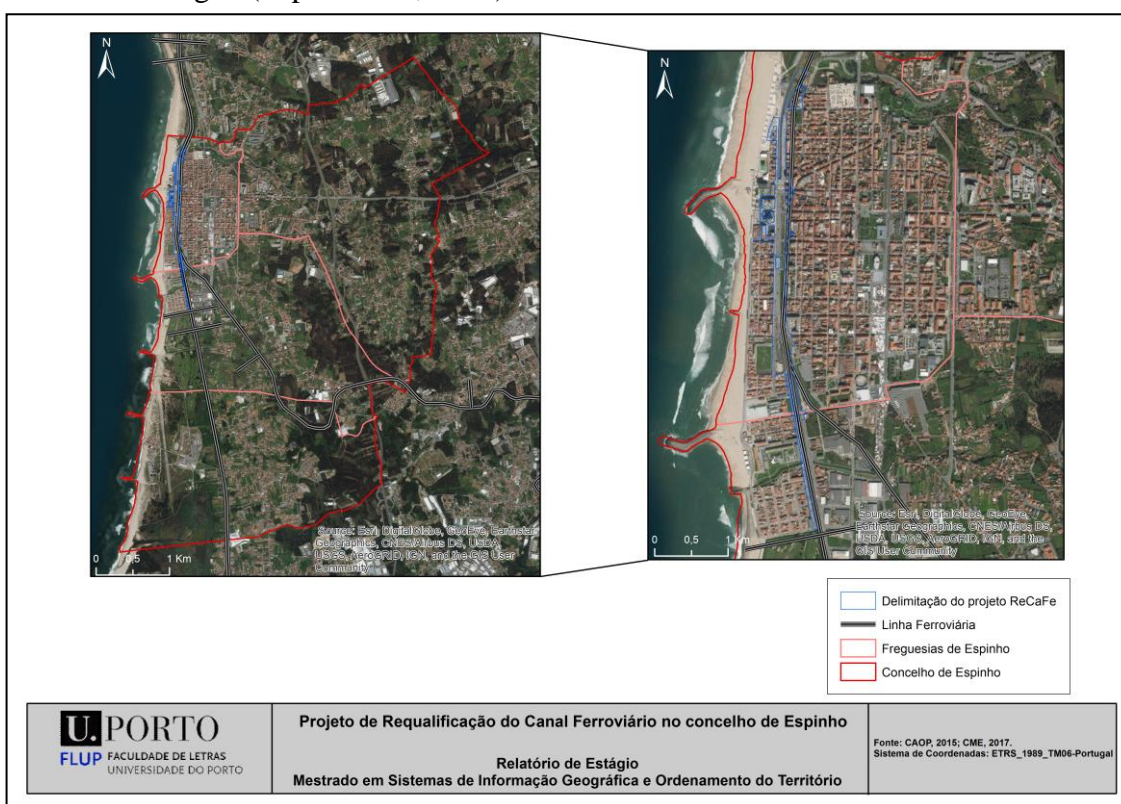 N
Source: Esri, DigitalGlobe, GeoEye, Earthstar
Geographics, CNES/Airbus DS, USDA,
USGS, AeroGRID, IGN, and the GIS User
Community
0 0,5 1 Km
N
Source: Esri, DigitalGlobe, GeoEye,
Earthstar Geographics, CNES/Airbus DS,
USDA, USGS, AeroGRID, IGN, and the
GIS User Community
0 0,5 1 Km
Delimitação do projeto ReCaFe
Linha Ferroviária
Freguesias de Espinho
Concelho de Espinho
U. PORTO
FLUP FACULDADE DE LETRAS
UNIVERSIDADE DO PORTO
Projeto de Requalificação do Canal Ferroviário no concelho de Espinho
Relatório de Estágio
Mestrado em Sistemas de Informação Geográfica e Ordenamento do Território
Fonte: CAOP, 2015; CME, 2017.
Sistema de Coordenadas: ETRS_1989_TM06-Portugal